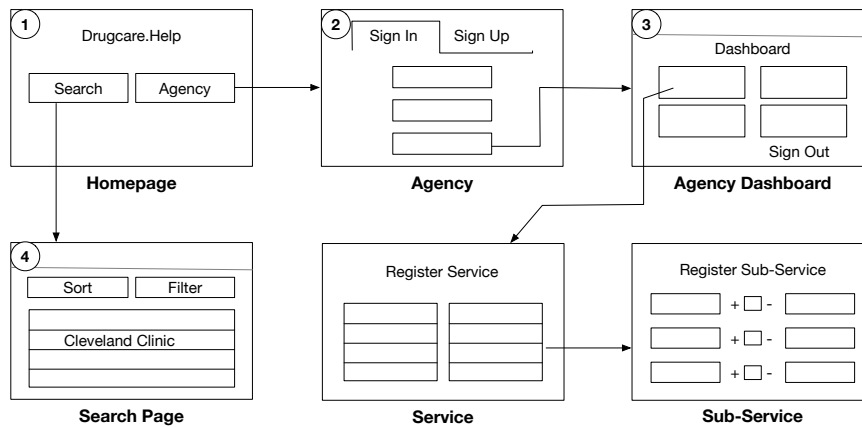 1
Drugcare.Help
Search
Agency
Homepage
2
Sign In
Sign Up
Agency
3
Dashboard
Sign Out
Agency Dashboard
4
Sort
Filter
Cleveland Clinic
Search Page
Register Service
Service
Register Sub-Service
+ -
+ -
+ -
Sub-Service